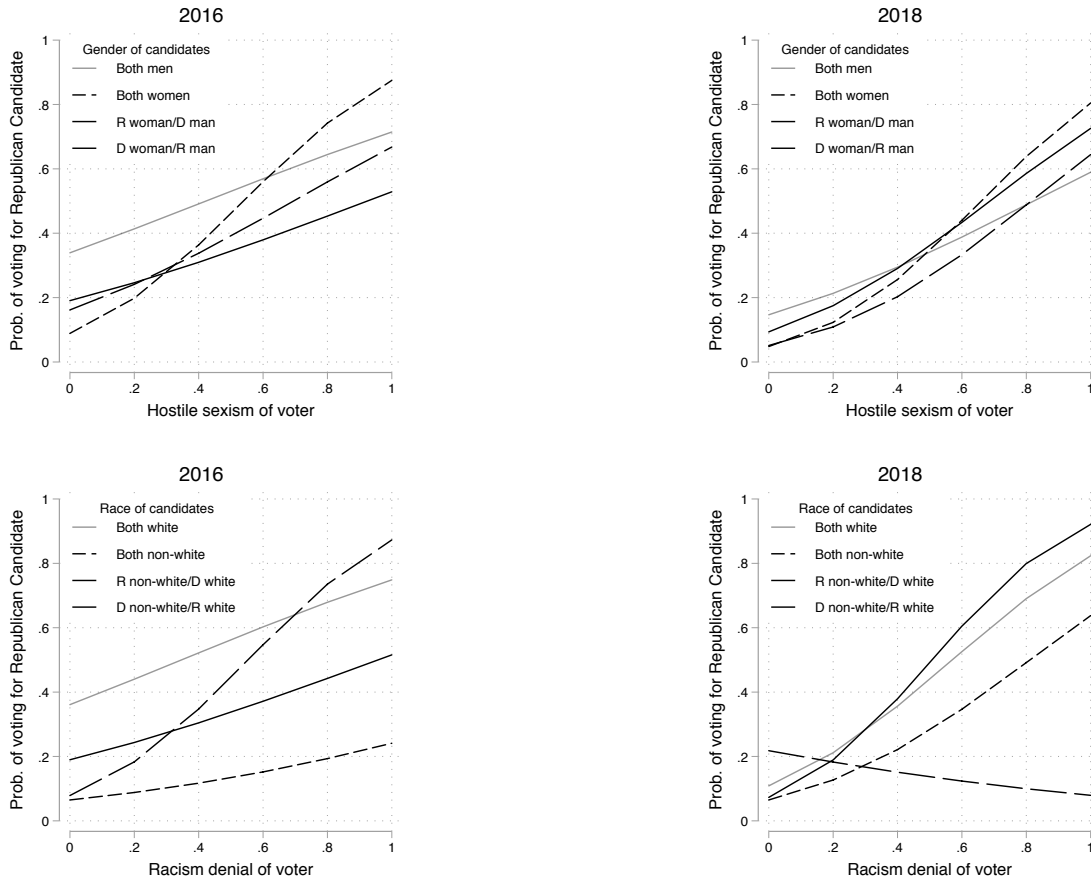 2016
Prob. of voting for Republican Candidate
1
.8
.6
.4
.2
0
Gender of candidates
Both men
Both women
R woman/D man
D woman/R man
0 .2 .4 .6 .8 1
Hostile sexism of voter
2018
Prob. of voting for Republican Candidate
1
.8
.6
.4
.2
0
Gender of candidates
Both men
Both women
R woman/D man
D woman/R man
0 .2 .4 .6 .8 1
Hostile sexism of voter
2016
Prob. of voting for Republican Candidate
1
.8
.6
.4
.2
0
Race of candidates
Both white
Both non-white
R non-white/D white
D non-white/R white
0 .2 .4 .6 .8 1
Racism denial of voter
2018
Prob. of voting for Republican Candidate
1
.8
.6
.4
.2
0
Race of candidates
Both white
Both non-white
R non-white/D white
D non-white/R white
0 .2 .4 .6 .8 1
Racism denial of voter